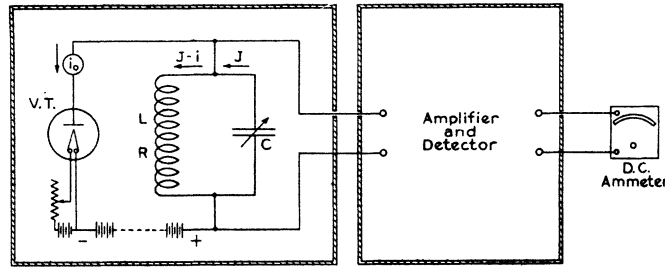 J-i
J
i₀
V.T.
L
R
C
Amplifier
and
Detector
D.C.
Ammeter
-
+